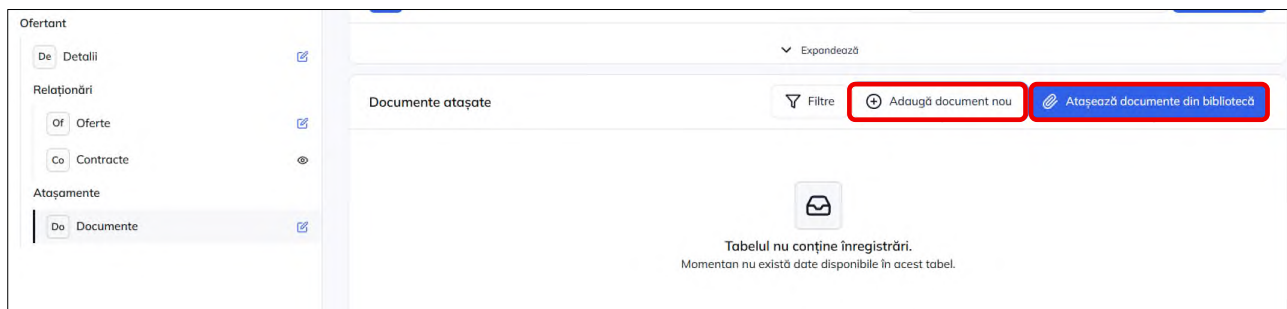 Ofertant
De Detalii
Relaționări
Of Oferte
Co Contracte
Atașamente
Do Documente
Expandează
Documente atașate
Filtre
Adaugă document nou
Atașează documente din bibliotecă
Tabelul nu conține înregistrări.
Momentan nu există date disponibile în acest tabel.